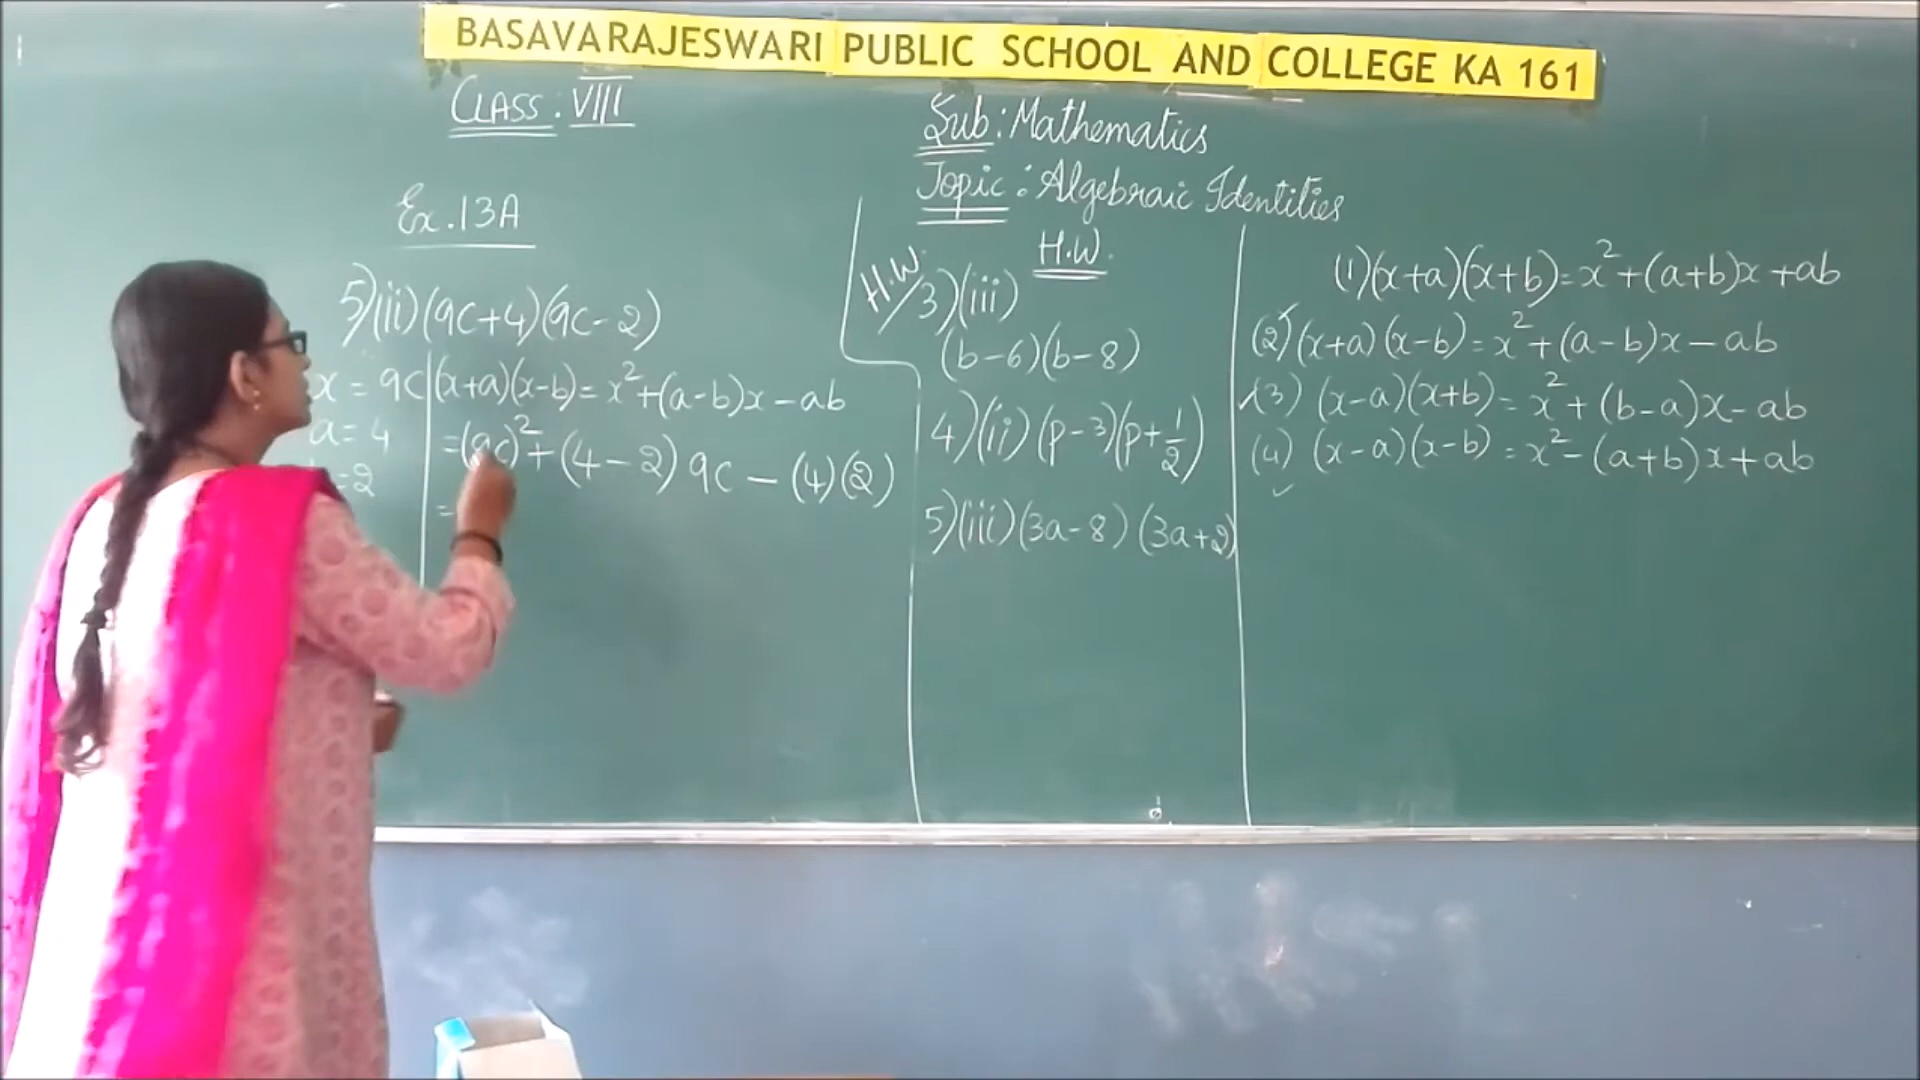 BASAVARAJESWARI PUBLIC SCHOOL AND COLLEGE KA 161
CLASS : VIII
Sub : Mathematics
Topic : Algebraic Identities
Ex. 13A
5)(ii) (9c+4)(9c-2)
x = 9c
a = 4
=2
(x+a)(x-b) = x²+(a-b)x - ab
=(9c)²+(4-2) 9c - (4)(2)
=
H.W.
H.W. 3)(iii)
(b-6)(b-8)
4)(ii) (p-3)(p+1/2)
5)(iii) (3a-8) (3a+2)
(1) (x+a)(x+b) = x²+(a+b)x + ab
(2) (x+a) (x-b) = x²+(a-b)x - ab
(3) (x-a)(x+b) = x²+ (b-a)x - ab
(4) (x-a)(x-b) = x² - (a+b)x + ab